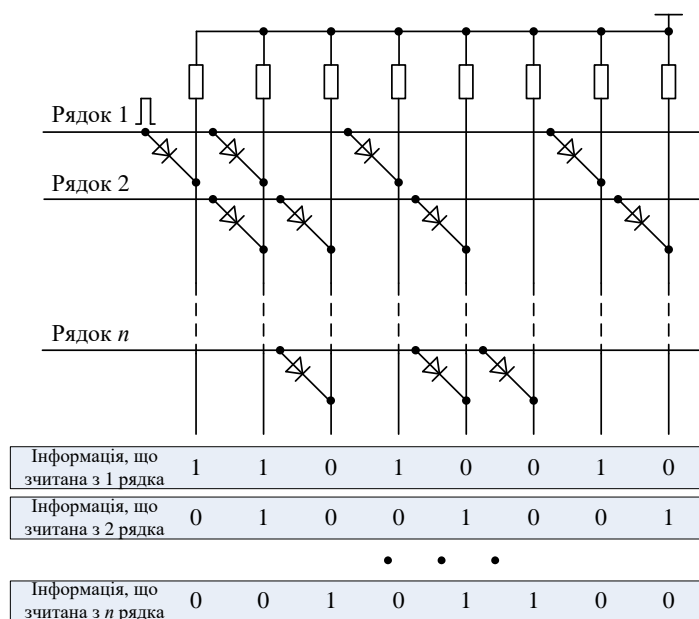 Рядок 1
Рядок 2
Рядок n
Інформація, що
зчитана з 1 рядка
1 1 0 1 0 0 1 0
Інформація, що
зчитана з 2 рядка
0 1 0 0 1 0 0 1
• • •
Інформація, що
зчитана з n рядка
0 0 1 0 1 1 0 0